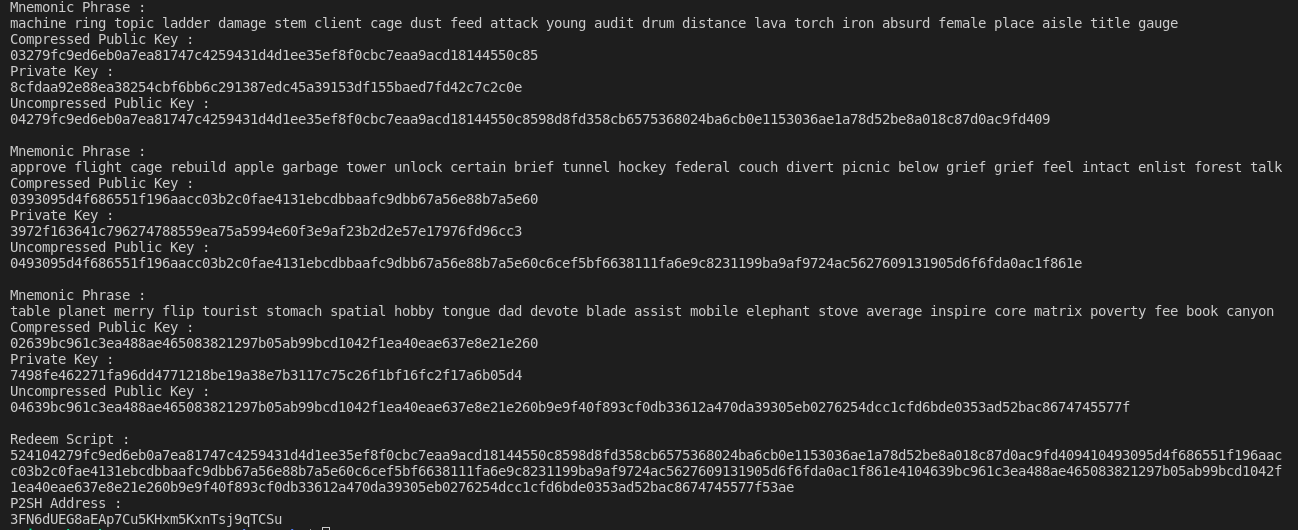 Mnemonic Phrase :
machine ring topic ladder damage stem client cage dust feed attack young audit drum distance lava torch iron absurd female place aisle title gauge
Compressed Public Key :
03279fc9ed6eb0a7ea81747c4259431d4d1ee35ef8f0cbc7eaa9acd18144550c85
Private Key :
8cfdaa92e88ea38254cbf6bb6c291387edc45a39153df155baed7fd42c7c2c0e
Uncompressed Public Key :
04279fc9ed6eb0a7ea81747c4259431d4d1ee35ef8f0cbc7eaa9acd18144550c8598d8fd358cb6575368024ba6cb0e1153036ae1a78d52be8a018c87d0ac9fd409
Mnemonic Phrase :
approve flight cage rebuild apple garbage tower unlock certain brief tunnel hockey federal couch divert picnic below grief grief feel intact enlist forest talk
Compressed Public Key :
0393095d4f686551f196aacc03b2c0fae4131ebcdbbaafc9dbb67a56e88b7a5e60
Private Key :
3972f163641c796274788559ea75a5994e60f3e9af23b2d2e57e17976fd96cc3
Uncompressed Public Key :
0493095d4f686551f196aacc03b2c0fae4131ebcdbbaafc9dbb67a56e88b7a5e60c6cef5bf6638111fa6e9c8231199ba9af9724ac5627609131905d6f6fda0ac1f861e
Mnemonic Phrase :
table planet merry flip tourist stomach spatial hobby tongue dad devote blade assist mobile elephant stove average inspire core matrix poverty fee book canyon
Compressed Public Key :
02639bc961c3ea488ae465083821297b05ab99bcd1042f1ea40eae637e8e21e260
Private Key :
7498fe462271fa96dd4771218be19a38e7b3117c75c26f1bf16fc2f17a6b05d4
Uncompressed Public Key :
04639bc961c3ea488ae465083821297b05ab99bcd1042f1ea40eae637e8e21e260b9e9f40f893cf0db33612a470da39305eb0276254dcc1cfd6bde0353ad52bac8674745577f
Redeem Script :
524104279fc9ed6eb0a7ea81747c4259431d4d1ee35ef8f0cbc7eaa9acd18144550c8598d8fd358cb6575368024ba6cb0e1153036ae1a78d52be8a018c87d0ac9fd409410493095d4f686551f196aac
c03b2c0fae4131ebcdbbaafc9dbb67a56e88b7a5e60c6cef5bf6638111fa6e9c8231199ba9af9724ac5627609131905d6f6fda0ac1f861e4104639bc961c3ea488ae465083821297b05ab99bcd1042f
1ea40eae637e8e21e260b9e9f40f893cf0db33612a470da39305eb0276254dcc1cfd6bde0353ad52bac8674745577f53ae
P2SH Address :
3FN6dUEG8aEAp7Cu5KHxm5KxnTsj9qTCSu